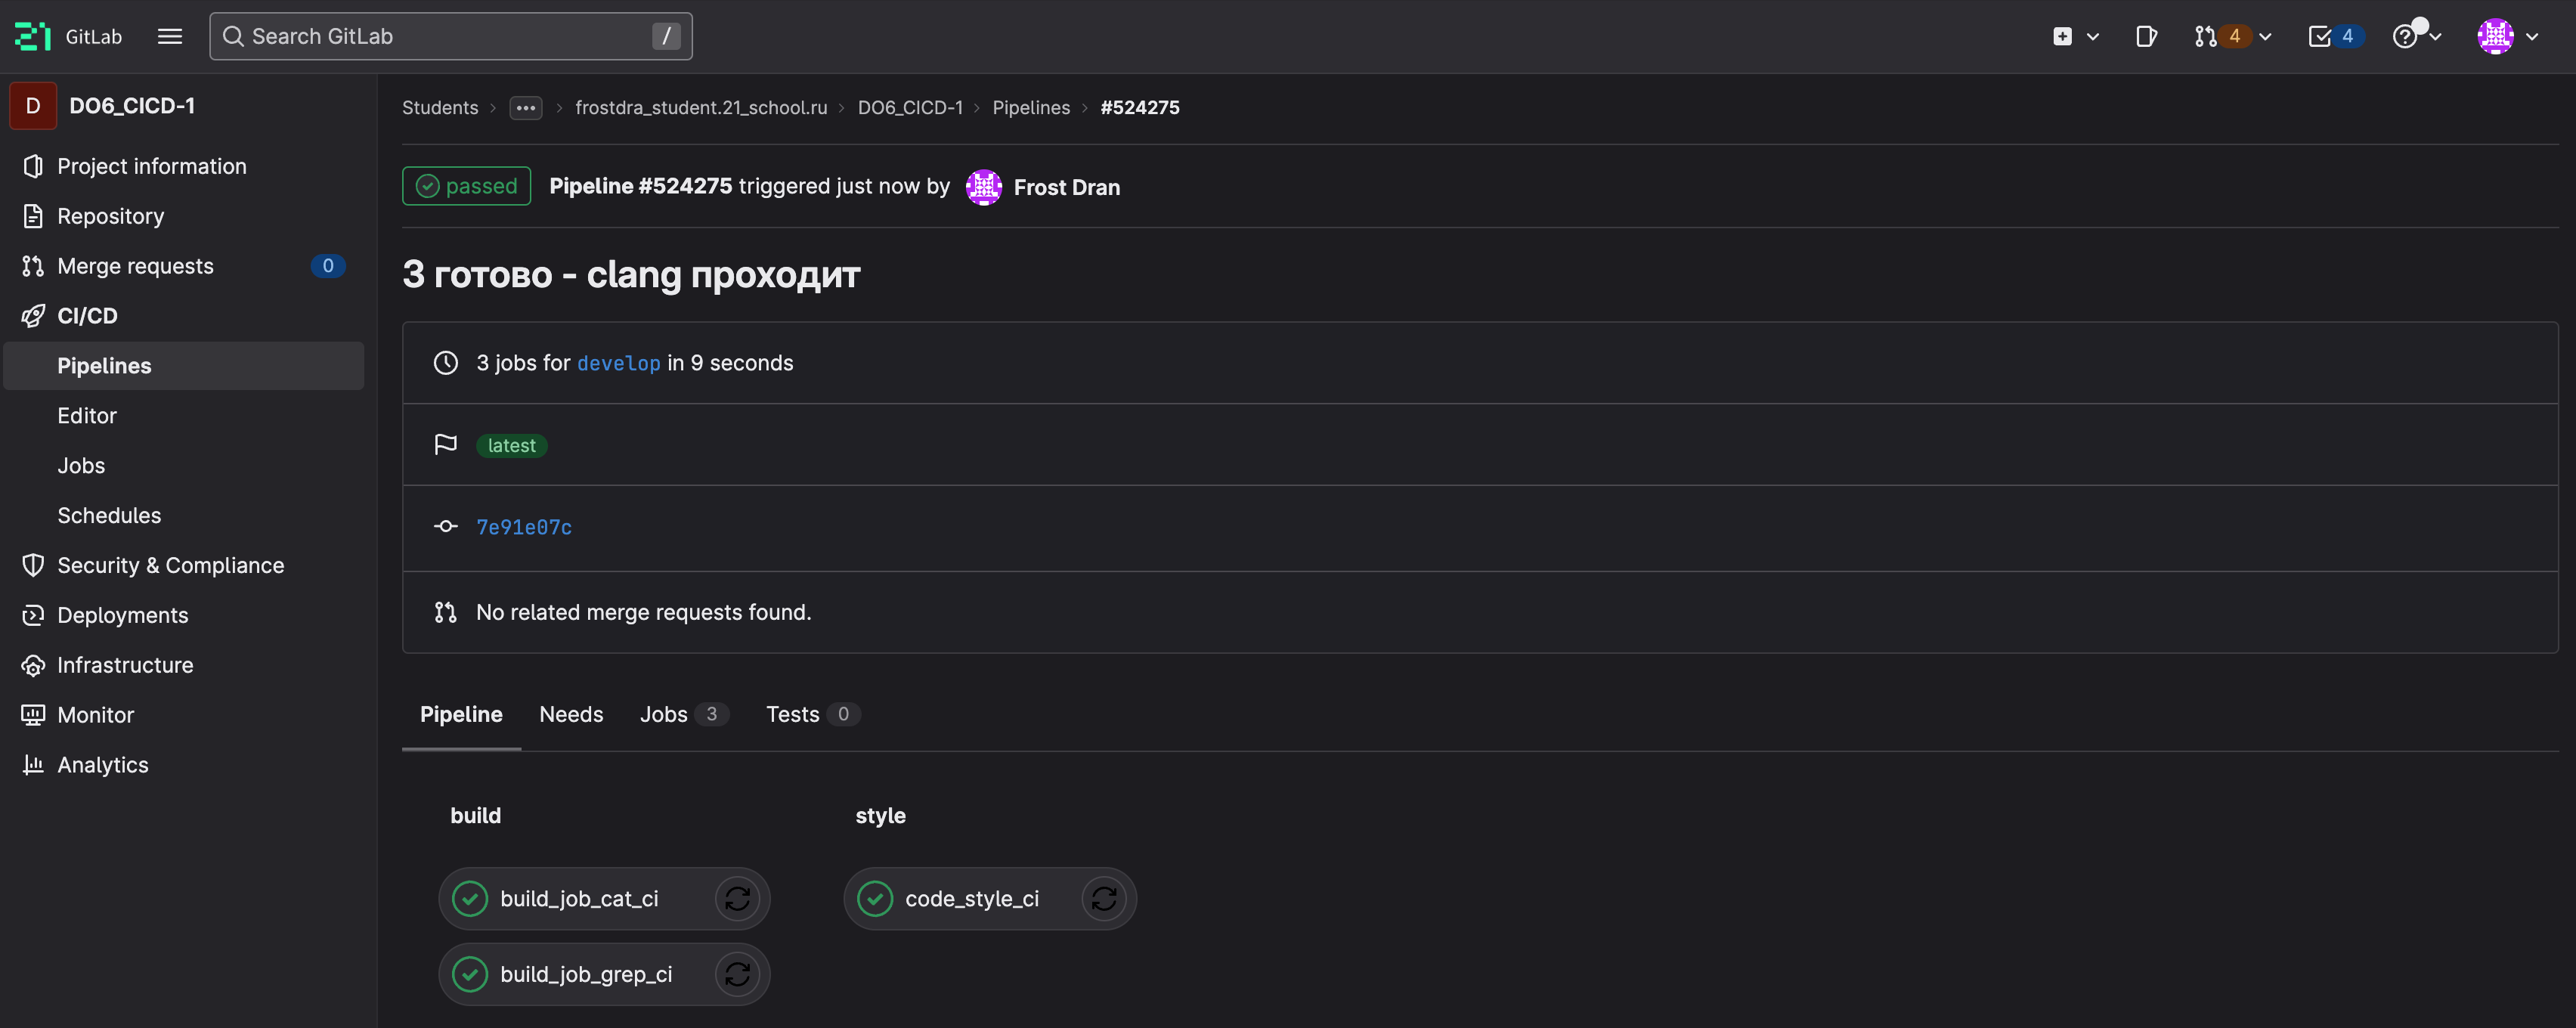 GitLab
Search GitLab
/
4
4
D DO6_CICD-1
Project information
Repository
Merge requests 0
CI/CD
Pipelines
Editor
Jobs
Schedules
Security & Compliance
Deployments
Infrastructure
Monitor
Analytics
Students > ... > frostdra_student.21_school.ru > DO6_CICD-1 > Pipelines > #524275
passed Pipeline #524275 triggered just now by Frost Dran
3 готово - clang проходит
3 jobs for develop in 9 seconds
latest
7e91e07c
No related merge requests found.
Pipeline Needs Jobs 3 Tests 0
build style
build_job_cat_ci code_style_ci
build_job_grep_ci